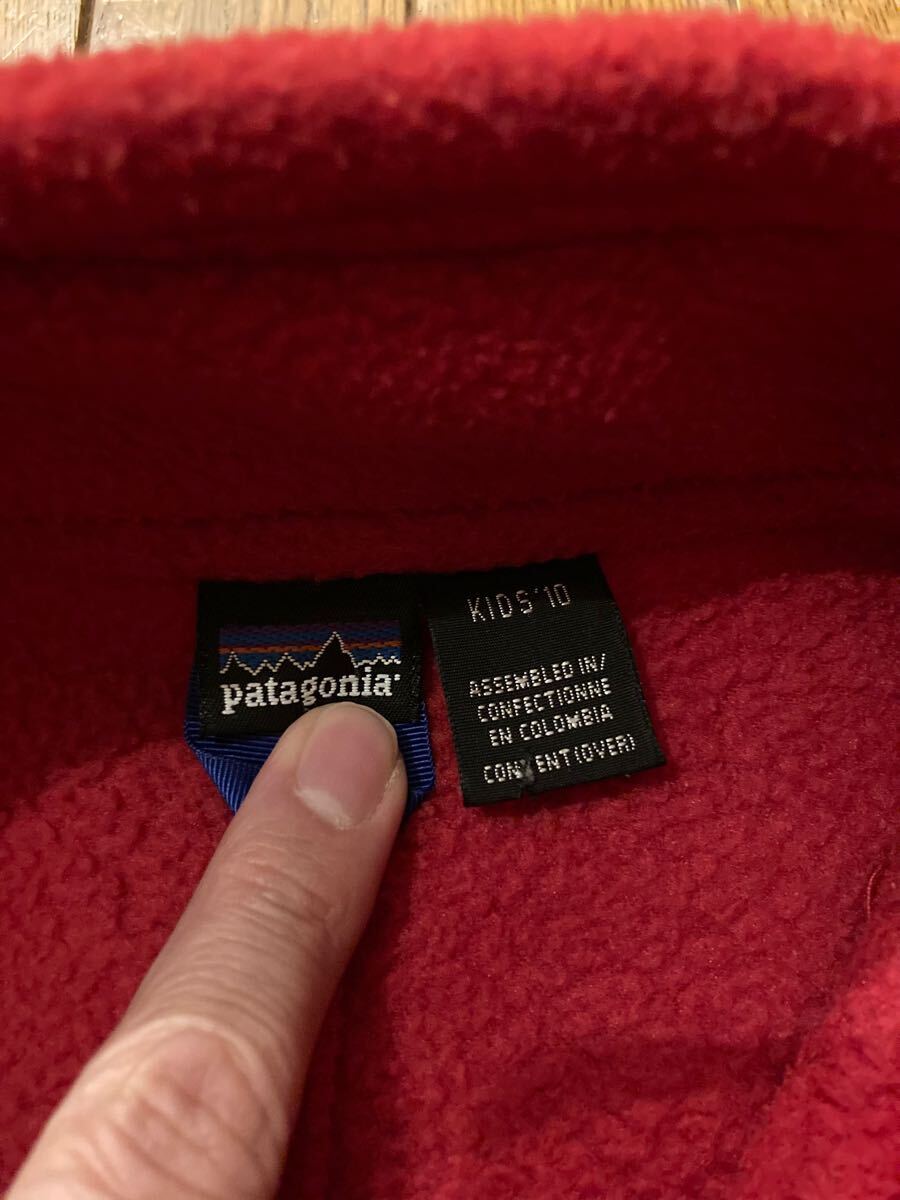 patagonia®
KIDS'10
ASSEMBLED IN/
CONFECTIONNE
EN COLOMBIA
CONTENT(OVER)